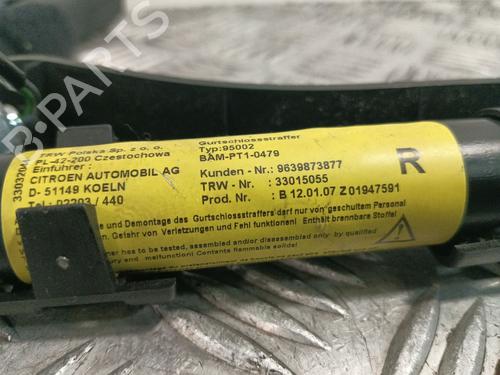 TRW Polska Sp. z o. o.
PL-42-200 Czestochowa
Einführer :
CITROEN AUTOMOBIL AG
D- 51149 KOELN
Tel.: 02203 / 440
Gurtschlossstraffer
Typ:95002
BAM-PT1-0479
Kunden - Nr.: 9639873877
TRW - Nr.: 33015055
Prod. Nr. : B 12.01.07 Z01947591
R
und Demontage des Gurtschlossstraffers darf nur von geschultem Personal
Gefahr von Verletzungen und Fehl funktionen! Enthält brennbare Stoffe!
has to be tested, assembled and/or disassembled only by qualified
and malfunction! Contents flammable solids!
B-PARTS